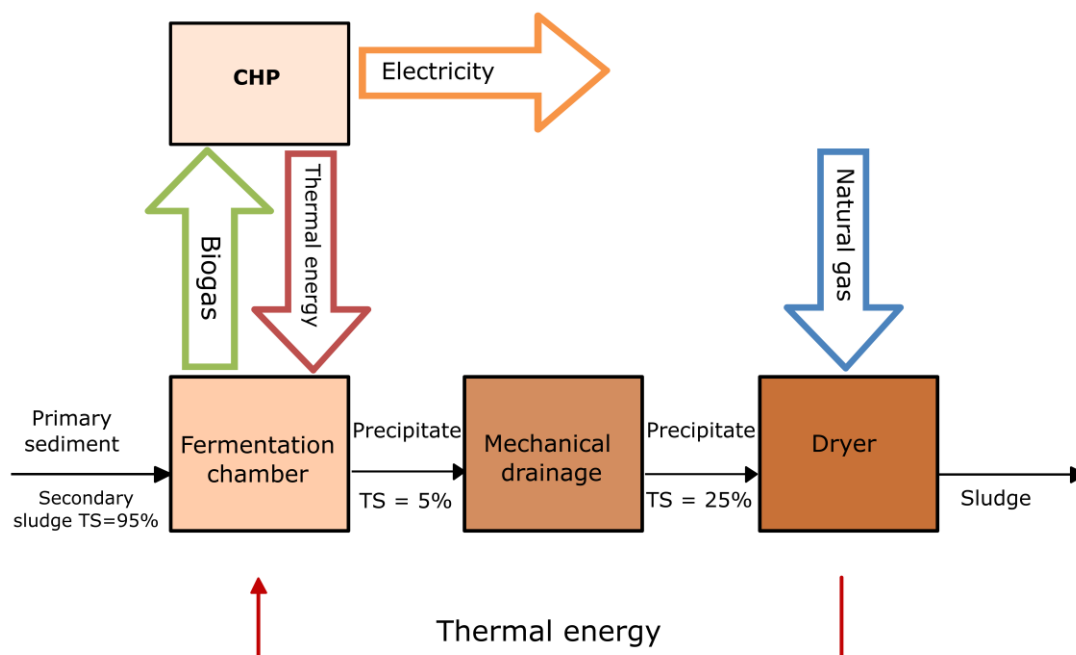 CHP
Electricity
Biogas
Thermal energy
Natural gas
Primary
sediment
Secondary
sludge TS=95%
Fermentation
chamber
Precipitate
TS = 5%
Mechanical
drainage
Precipitate
TS = 25%
Dryer
Sludge
Thermal energy